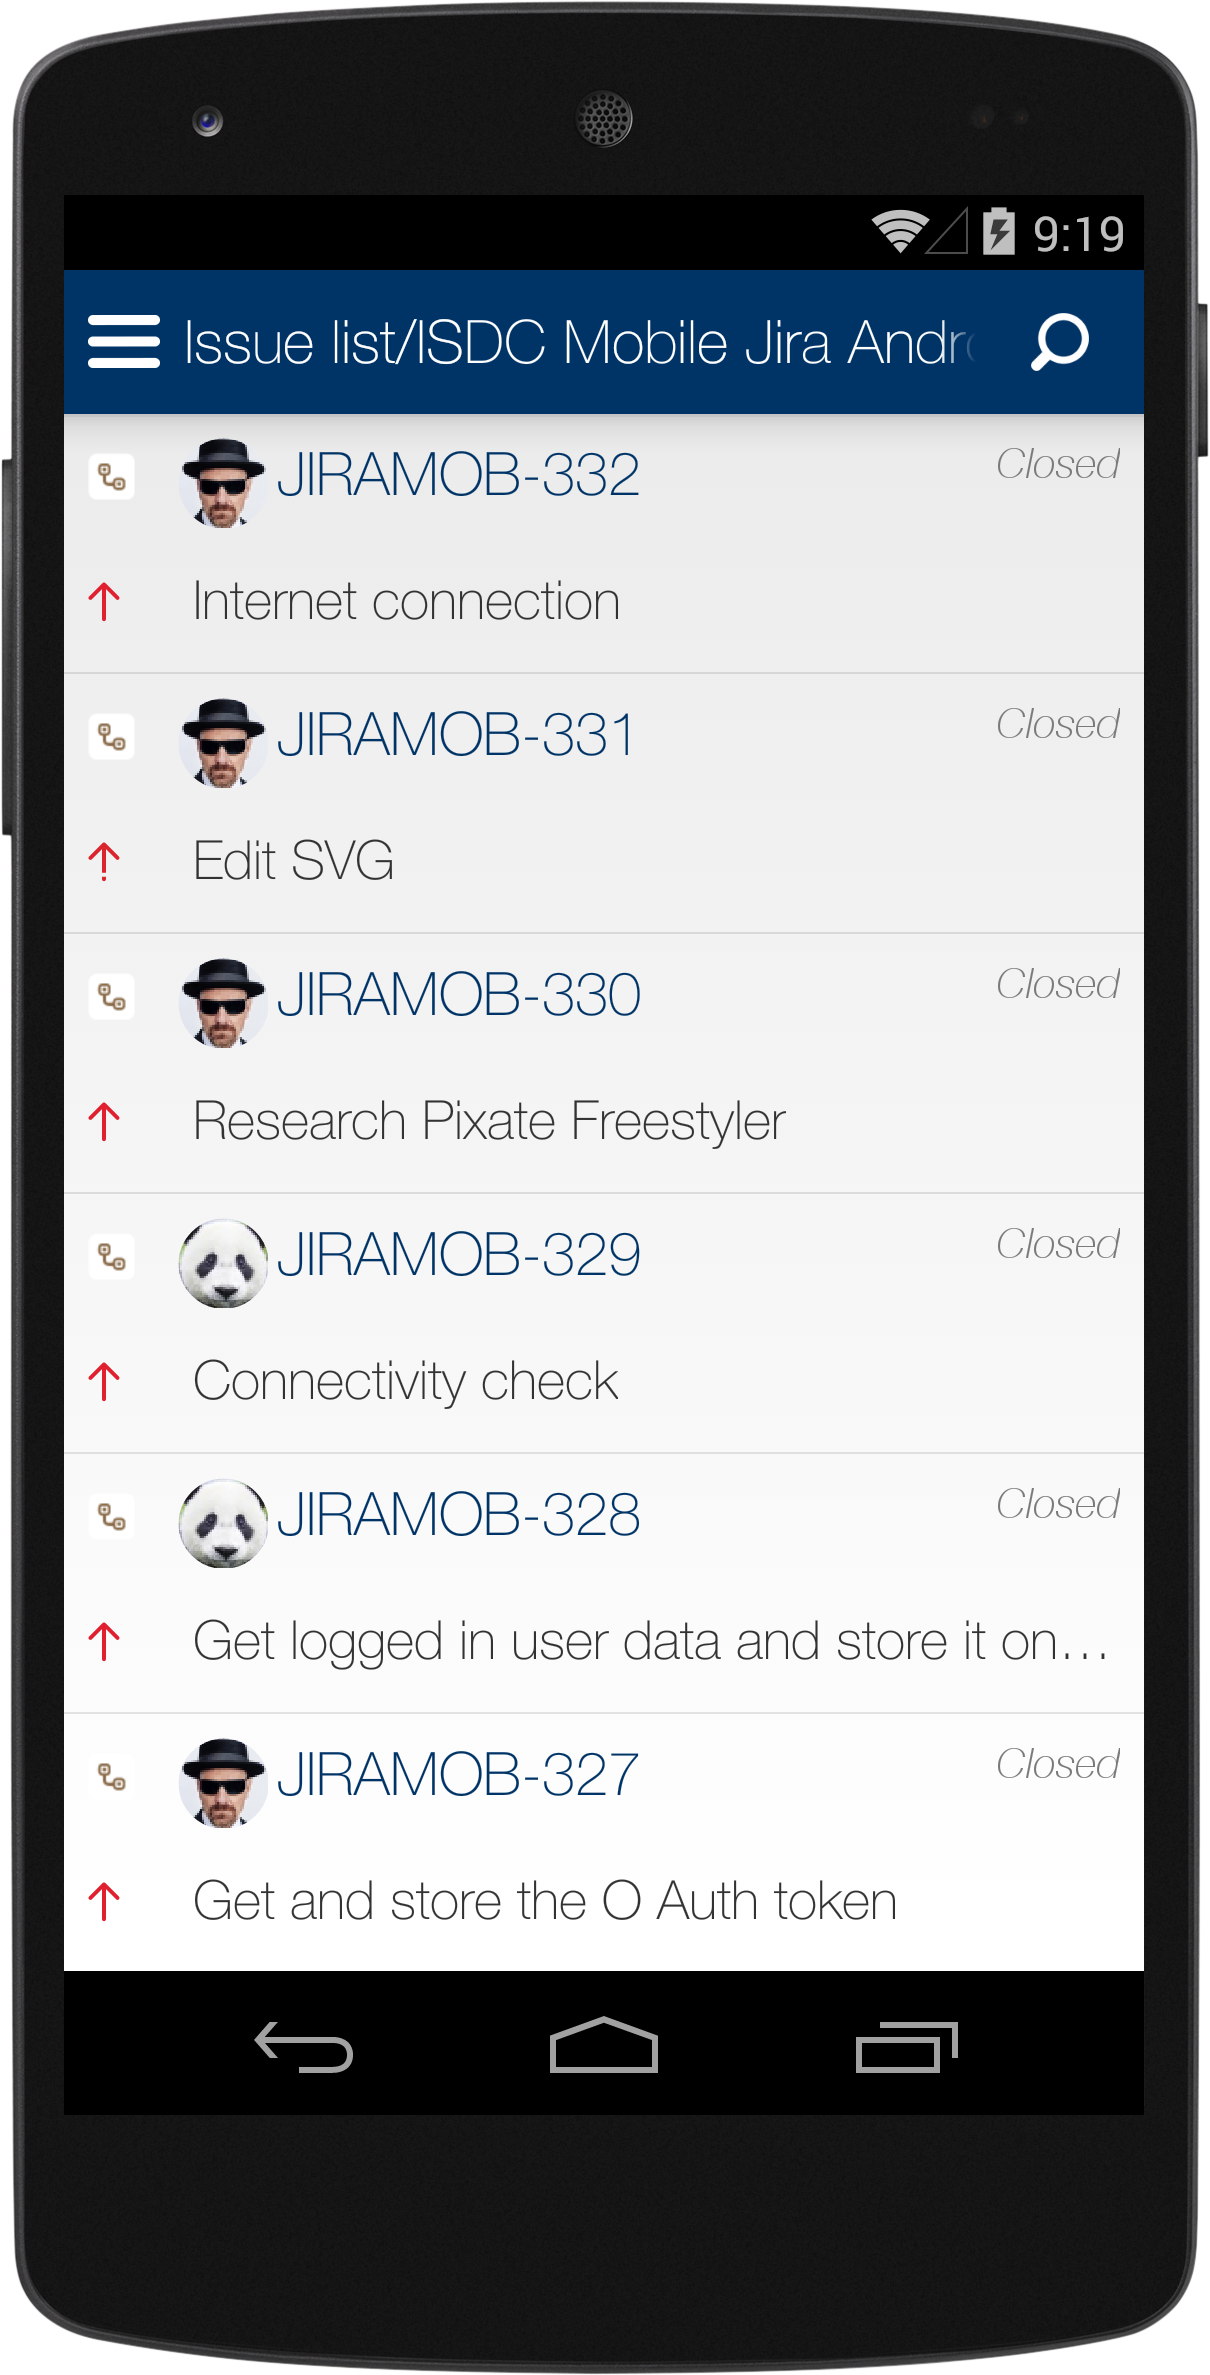 9:19
Issue list/ISDC Mobile Jira Andr
JIRAMOB-332
Closed
Internet connection
JIRAMOB-331
Closed
Edit SVG
JIRAMOB-330
Closed
Research Pixate Freestyler
JIRAMOB-329
Closed
Connectivity check
JIRAMOB-328
Closed
Get logged in user data and store it on...
JIRAMOB-327
Closed
Get and store the O Auth token